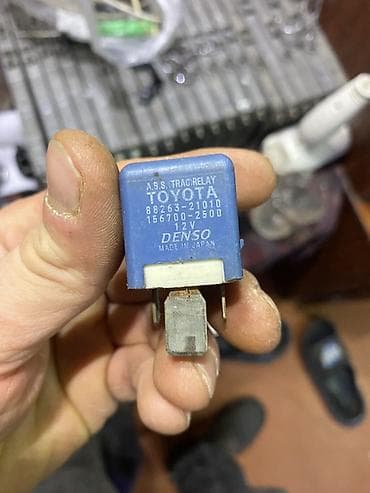 A.B.S. TRAC RELAY
TOYOTA
88263-21010
156700-2500
12V
DENSO
MADE IN JAPAN